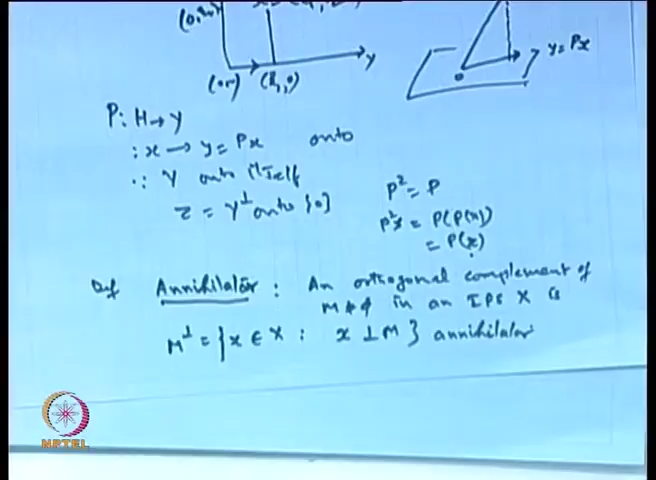 Y
(0,0)
(ξ₁,0)
y = Px
0
P: H → Y
: x → y = Px onto
∴ Y onto itself
Z = Y⊥ onto {0}
P² = P
P²x = P(P(x))
= P(x)
Def Annihilator : An orthogonal complement of
M ≠ φ in an IPS X is
M⊥ = { x ∈ X : x ⊥ M } annihilator
NPTEL